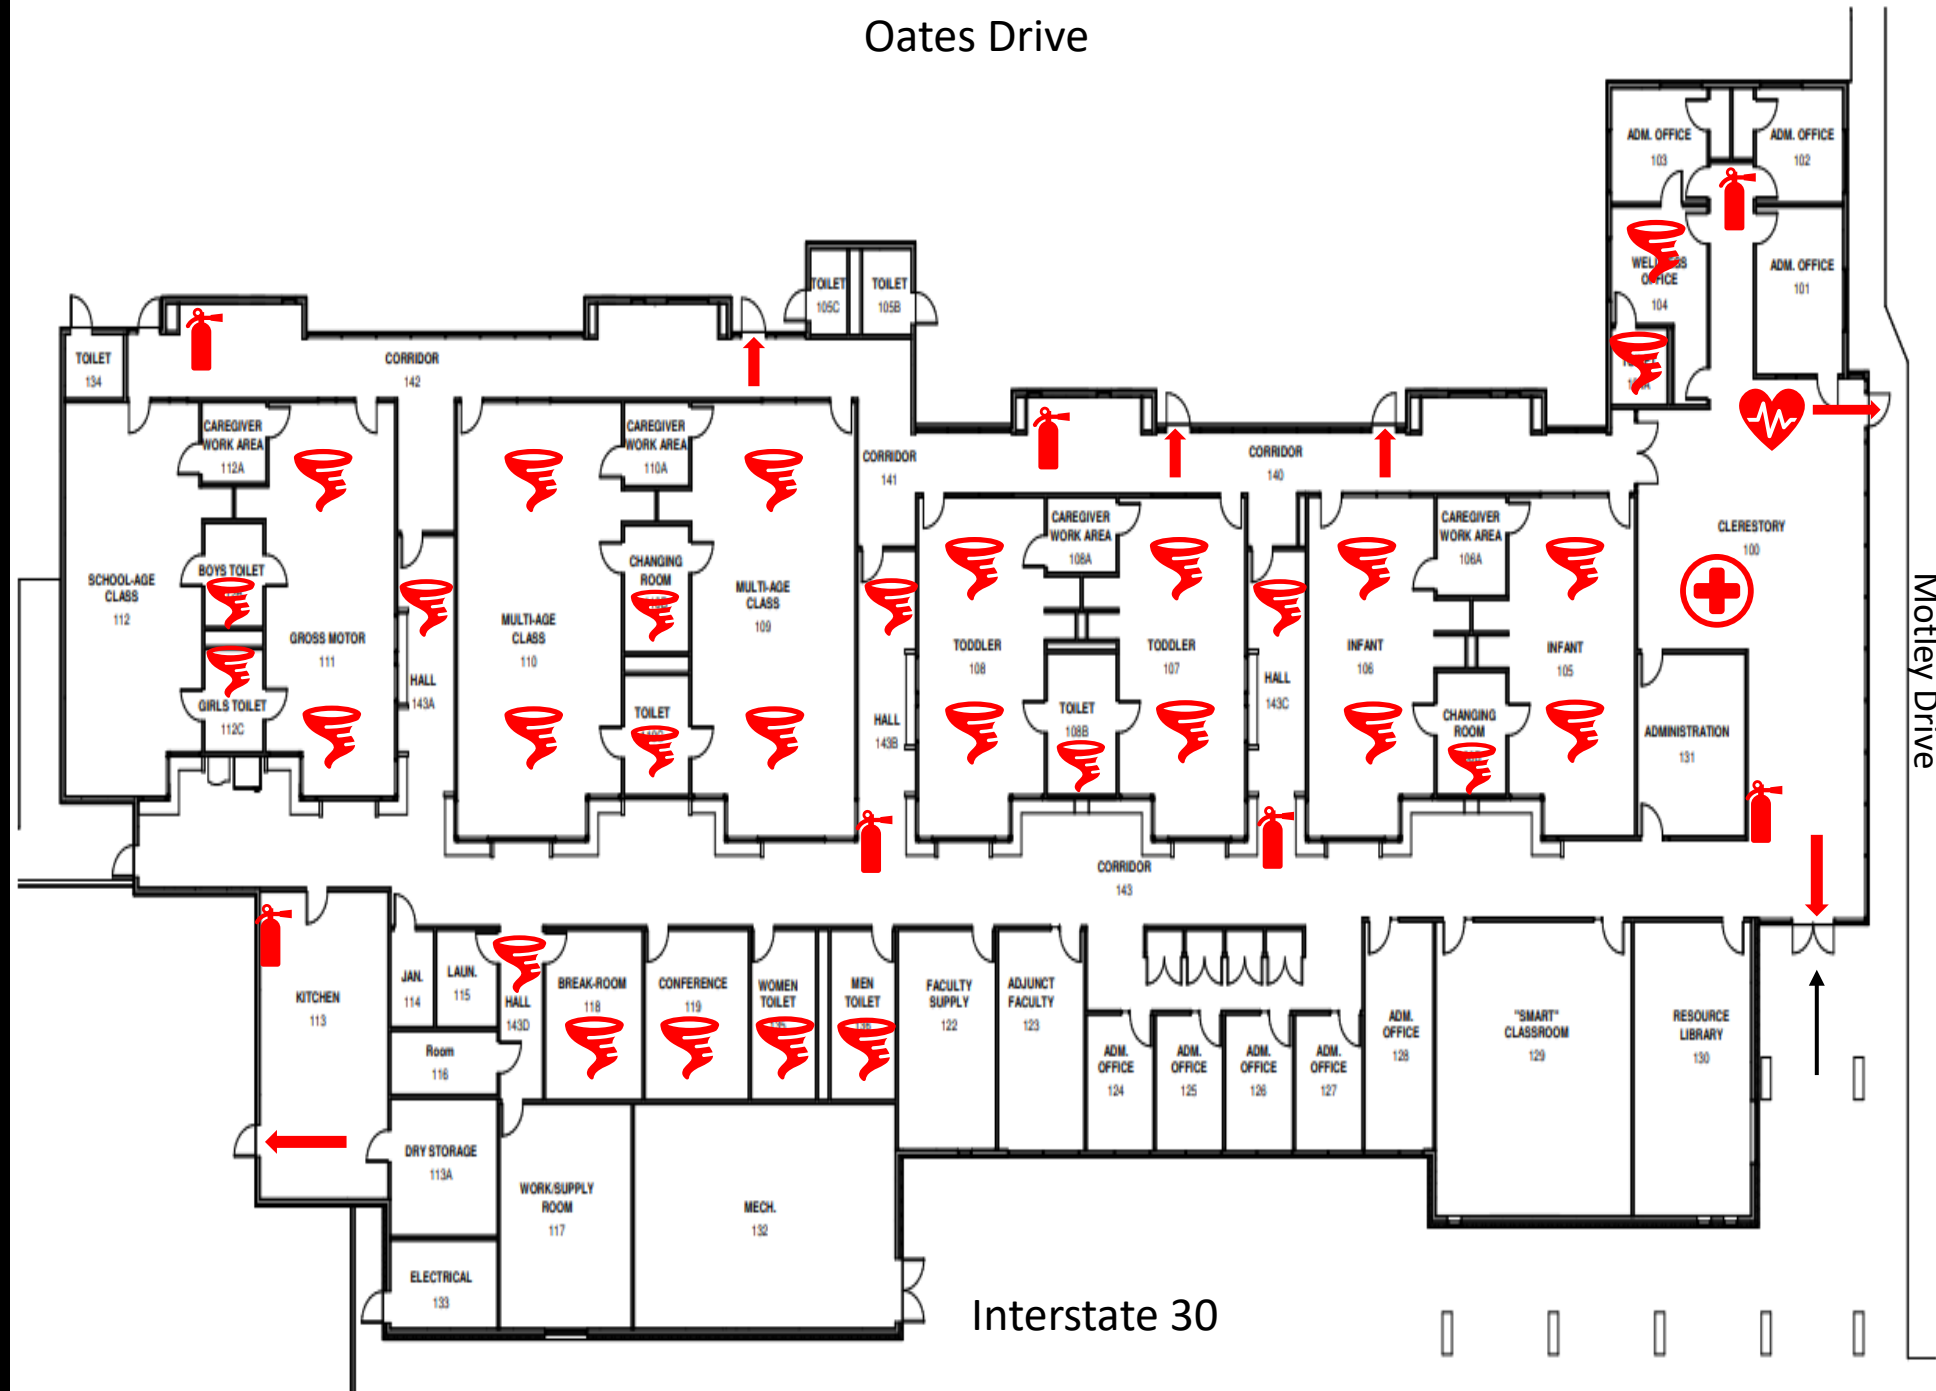 Oates Drive
ADM. OFFICE
103
ADM. OFFICE
102
OFFICE
104
ADM. OFFICE
101
TOILET
105C
TOILET
105B
TOILET
134
CORRIDOR
142
CAREGIVER
WORK AREA
112A
CAREGIVER
WORK AREA
110A
CORRIDOR
141
CORRIDOR
140
CAREGIVER
WORK AREA
108A
CAREGIVER
WORK AREA
106A
CLERESTORY
100
SCHOOL-AGE
CLASS
112
BOYS TOILET
GROSS MOTOR
111
GIRLS TOILET
112C
HALL
143A
MULTI-AGE
CLASS
110
CHANGING
ROOM
TOILET
MULTI-AGE
CLASS
109
HALL
143B
TODDLER
108
TOILET
108B
TODDLER
107
HALL
143C
INFANT
106
CHANGING
ROOM
INFANT
105
ADMINISTRATION
131
Motley Drive
CORRIDOR
143
KITCHEN
113
JAN.
114
LAUN.
115
HALL
143D
BREAK-ROOM
118
CONFERENCE
119
WOMEN
TOILET
MEN
TOILET
FACULTY
SUPPLY
122
ADJUNCT
FACULTY
123
ADM.
OFFICE
124
ADM.
OFFICE
125
ADM.
OFFICE
126
ADM.
OFFICE
127
ADM.
OFFICE
128
"SMART"
CLASSROOM
129
RESOURCE
LIBRARY
130
Room
116
DRY STORAGE
113A
WORK/SUPPLY
ROOM
117
MECH.
132
ELECTRICAL
133
Interstate 30